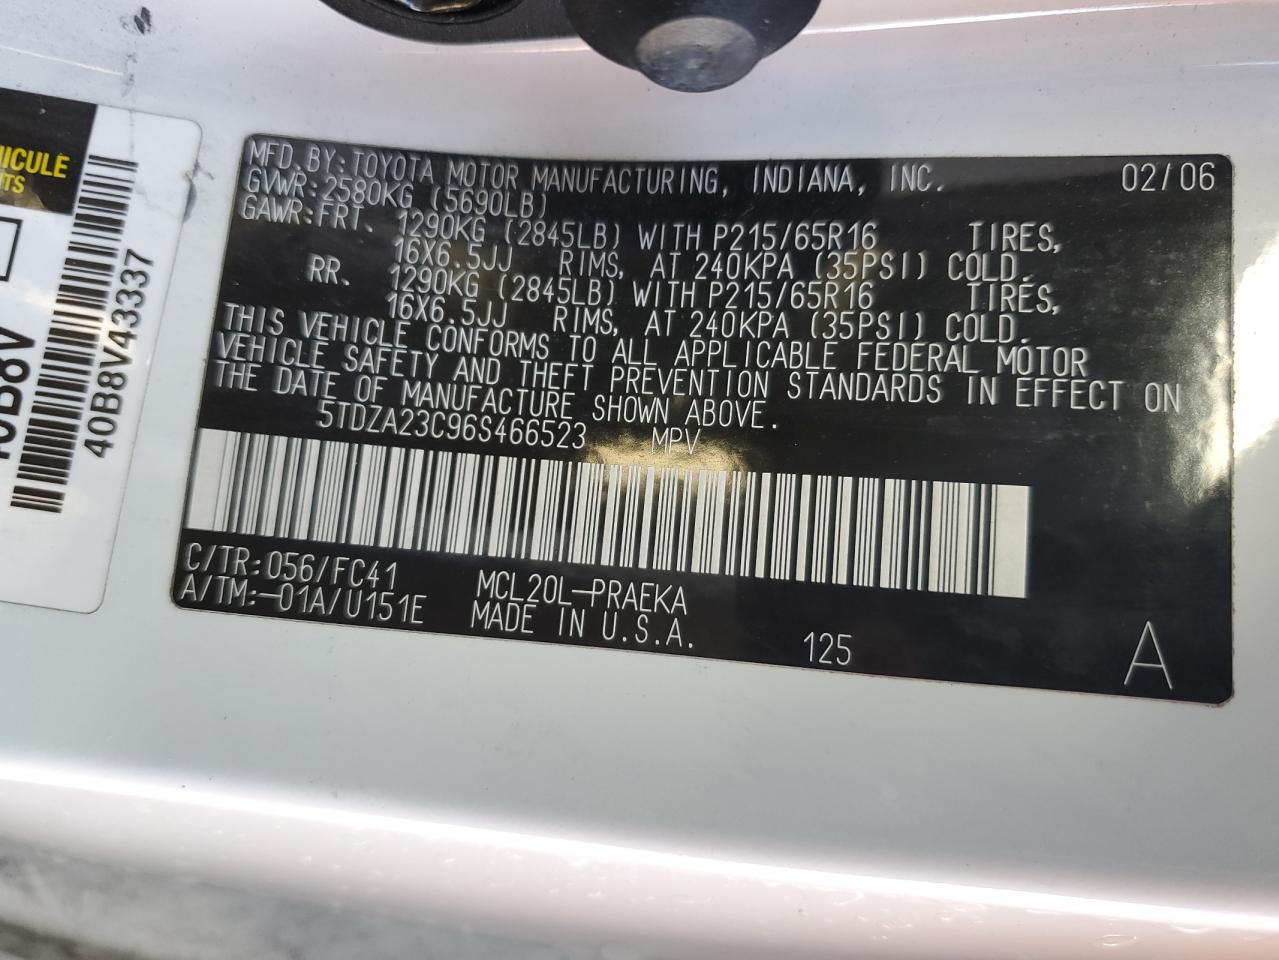 MFD. BY: TOYOTA MOTOR MANUFACTURING, INDIANA, INC. 02/06
GVWR: 2580KG (5690LB)
GAWR: FRT. 1290KG (2845LB) WITH P215/65R16 TIRES,
16X6.5JJ RIMS, AT 240KPA (35PSI) COLD.
RR. 1290KG (2845LB) WITH P215/65R16 TIRES,
16X6.5JJ RIMS, AT 240KPA (35PSI) COLD.
THIS VEHICLE CONFORMS TO ALL APPLICABLE FEDERAL MOTOR
VEHICLE SAFETY AND THEFT PREVENTION STANDARDS IN EFFECT ON
THE DATE OF MANUFACTURE SHOWN ABOVE.
5TDZA23C96S466523 MPV
C/TR: 056/FC41 MCL20L-PRAEKA
A/TM: -01A/U151E MADE IN U.S.A. 125 A
40B8V43337